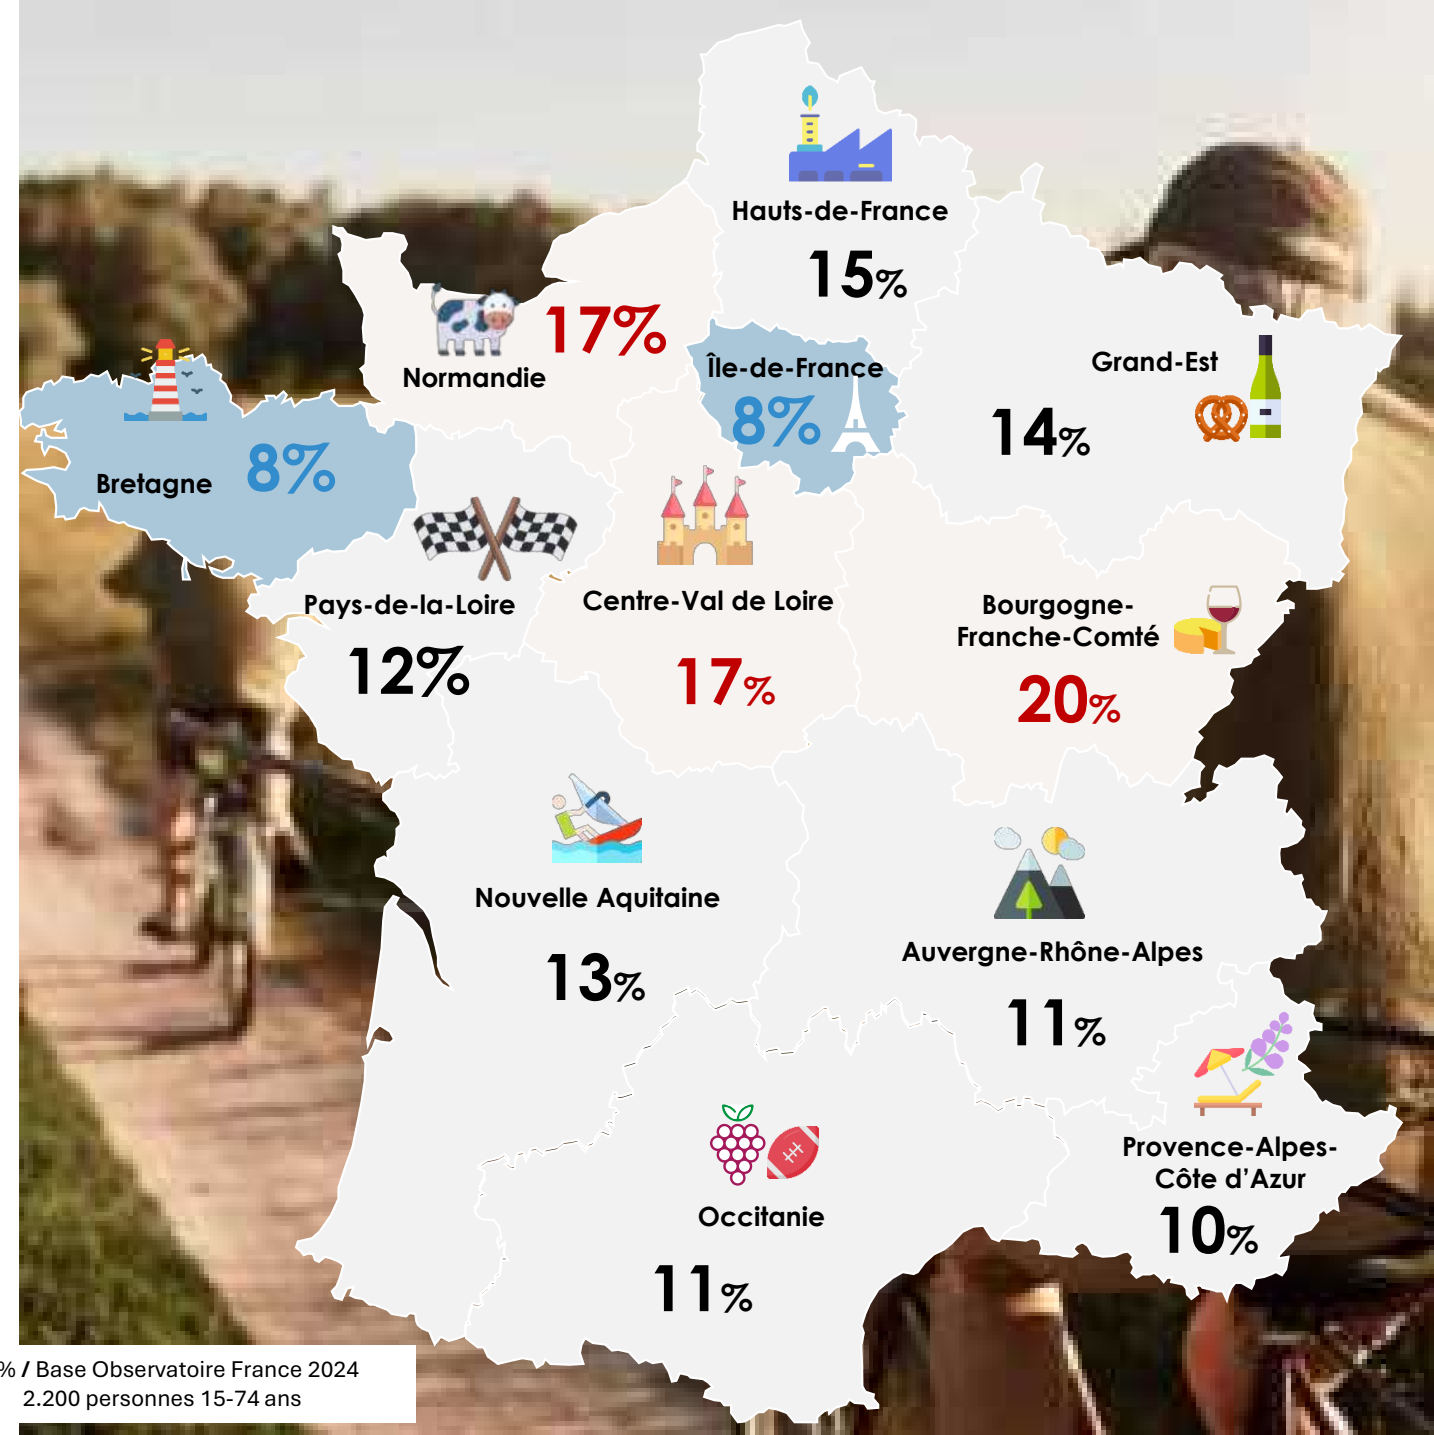 Hauts-de-France
15%
Normandie
17%
Île-de-France
8%
Grand-Est
14%
Bretagne
8%
Pays-de-la-Loire
12%
Centre-Val de Loire
17%
Bourgogne-
Franche-Comté
20%
Nouvelle Aquitaine
13%
Auvergne-Rhône-Alpes
11%
Provence-Alpes-
Côte d’Azur
10%
Occitanie
11%
% / Base Observatoire France 2024
2.200 personnes 15-74 ans